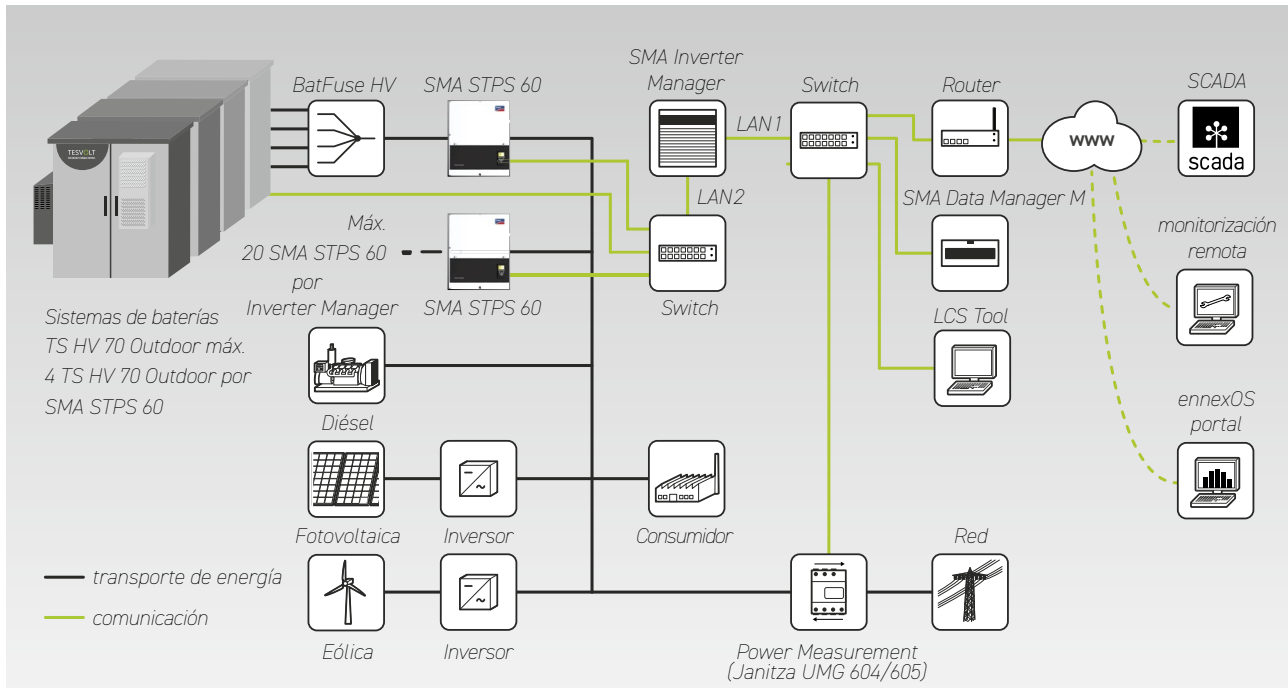 BatFuse HV
SMA STPS 60
SMA Inverter
Manager
Switch
Router
SCADA
LAN1
www
scada
TESVOLT
LAN2
SMA Data Manager M
Máx.
20 SMA STPS 60
por
Inverter Manager
SMA STPS 60
Switch
monitorización
remota
LCS Tool
Sistemas de baterías
TS HV 70 Outdoor máx.
4 TS HV 70 Outdoor por
SMA STPS 60
Diésel
ennexOS
portal
Fotovoltaica
Inversor
Consumidor
Red
transporte de energía
comunicación
Eólica
Inversor
Power Measurement
(Janitza UMG 604/605)